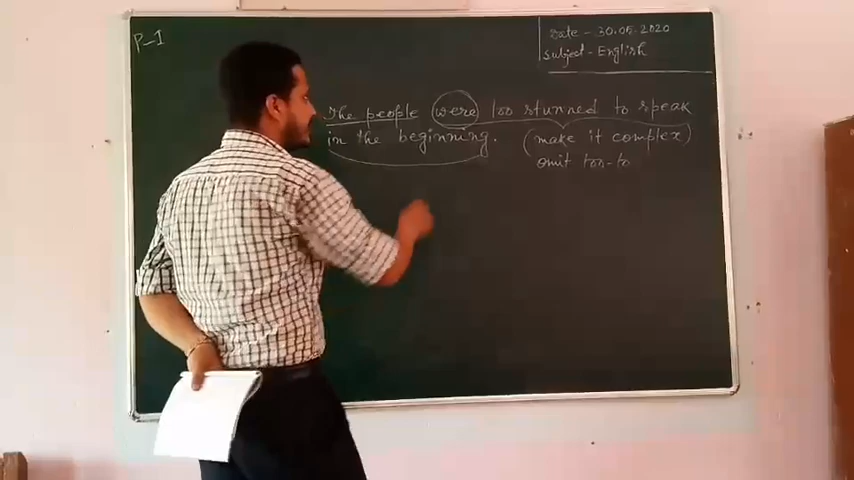 P-1
Date - 30.05.2020
Subject - English
The people were too stunned to speak
in the beginning. (make it complex)
omit too-to